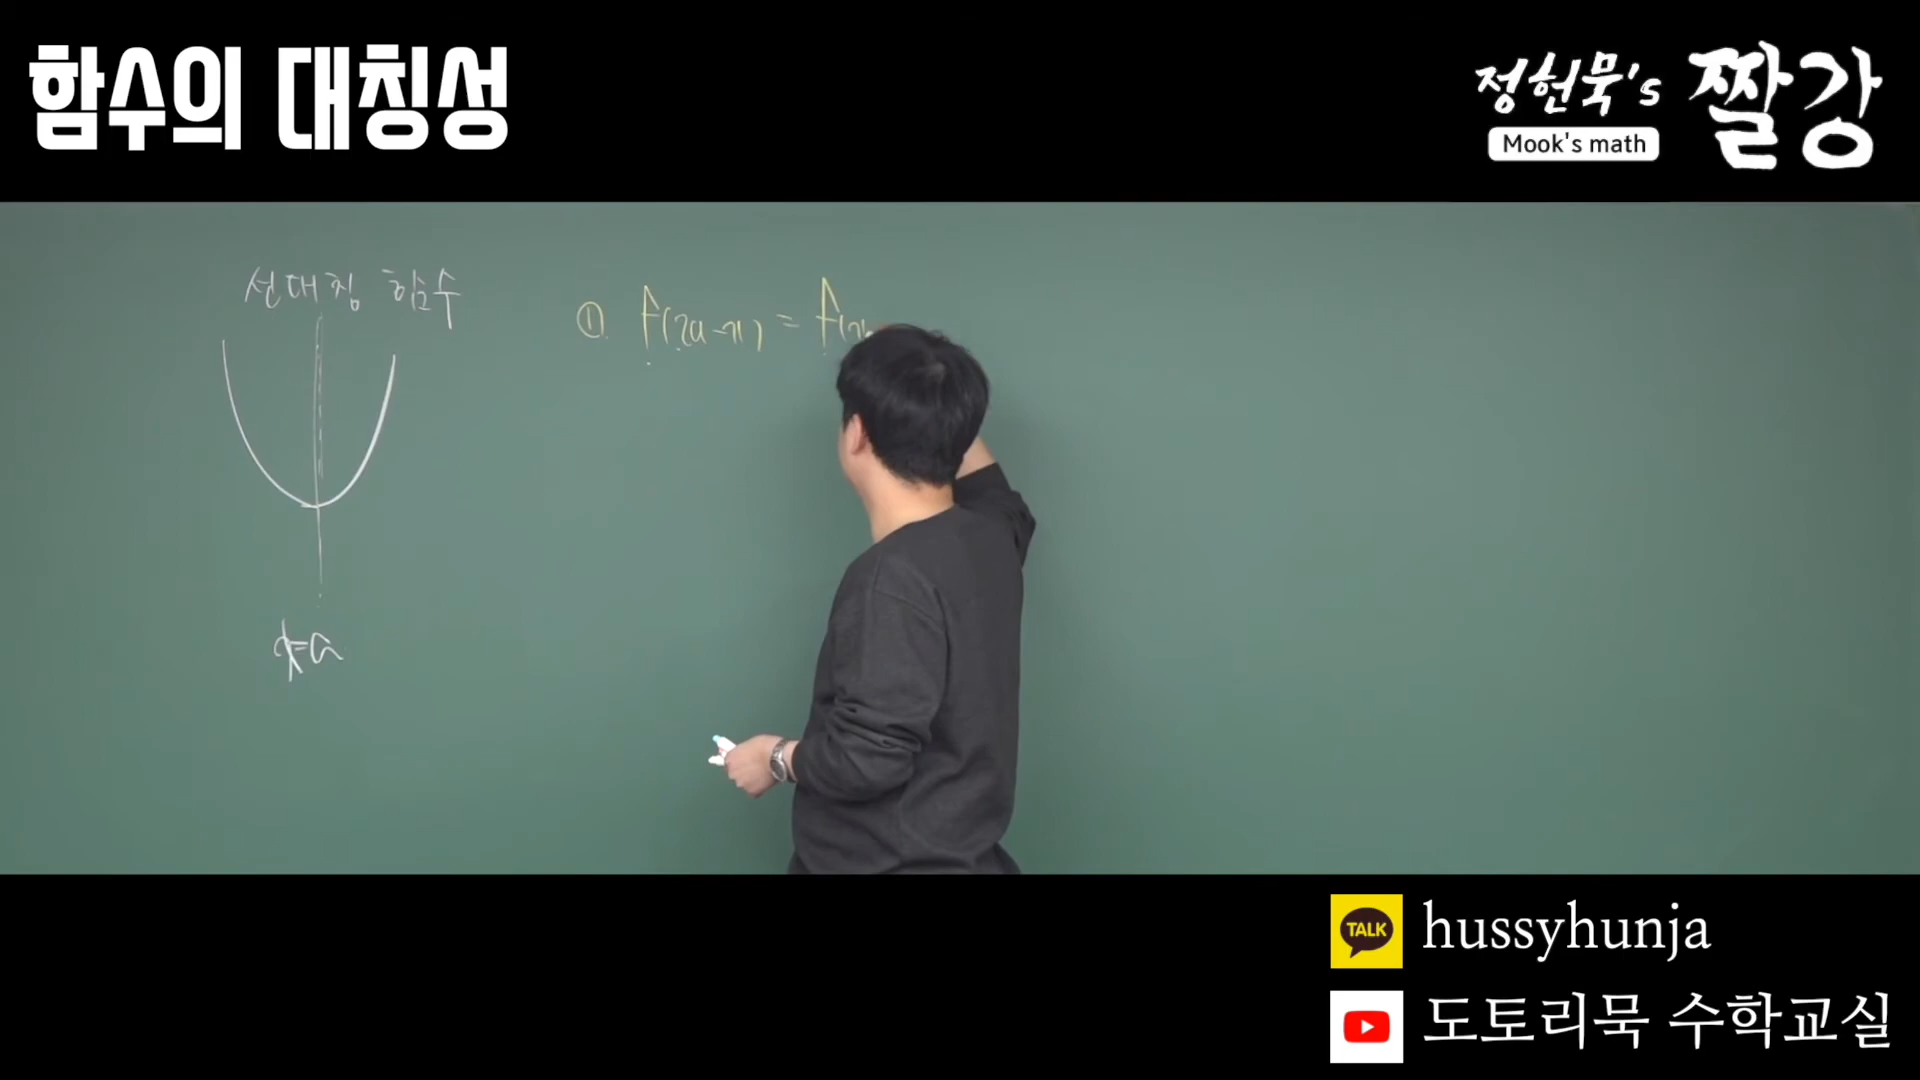 함수의 대칭성
정헌묵's 짤강
Mook's math
선대칭 함수
① f(2a-x) = f(x
x=a
TALK hussyhunja
도토리묵 수학교실